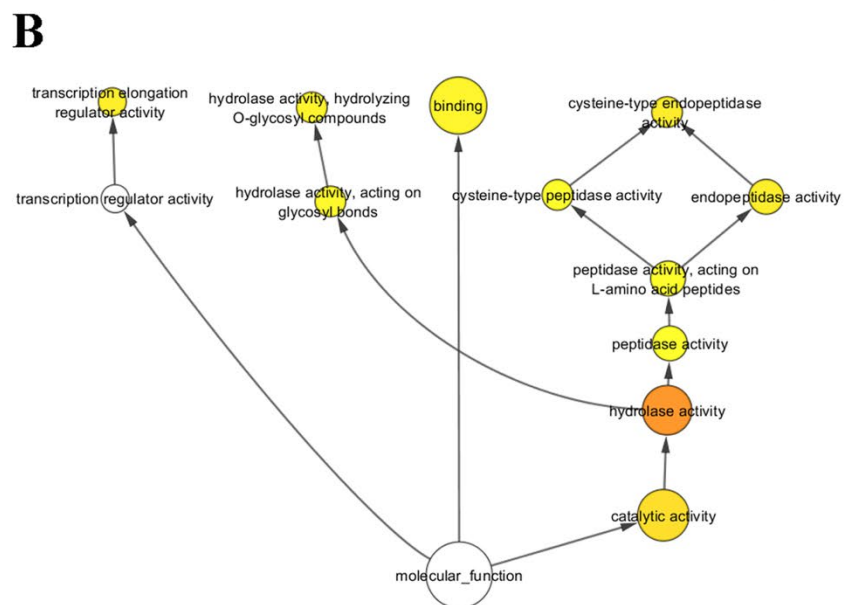 B
transcription elongation
regulator activity
hydrolase activity, hydrolyzing
O-glycosyl compounds
binding
cysteine-type endopeptidase
activity
transcription regulator activity
hydrolase activity, acting on
glycosyl bonds
cysteine-type peptidase activity
endopeptidase activity
peptidase activity, acting on
L-amino acid peptides
peptidase activity
hydrolase activity
catalytic activity
molecular_function